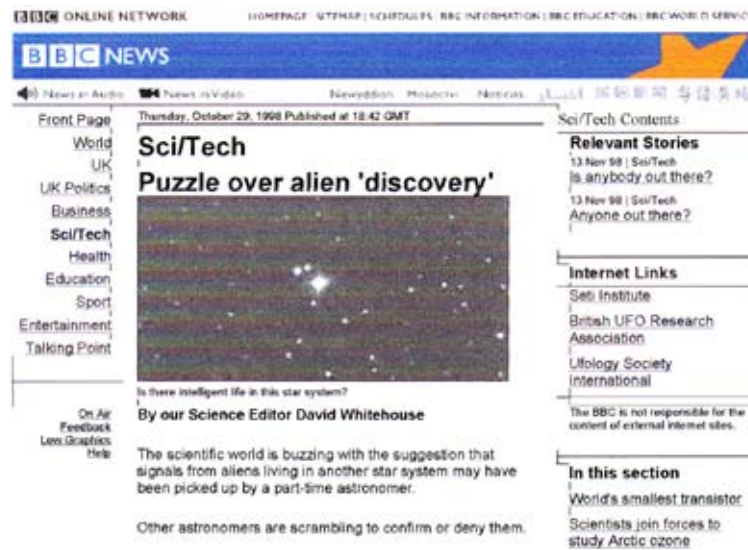 BBC ONLINE NETWORK
HOMEPAGE | SITEMAP | SCHEDULES | BBC INFORMATION | BBC EDUCATION | BBC WORLD SERVICE
BBC NEWS
News in Audio News in Video Newyddion Noticias
Front Page
World
UK
UK Politics
Business
Sci/Tech
Health
Education
Sport
Entertainment
Talking Point
On Air
Feedback
Low Graphics
Help
Thursday, October 29, 1998 Published at 18:42 GMT
Sci/Tech
Puzzle over alien 'discovery'
Is there intelligent life in this star system?
By our Science Editor David Whitehouse
The scientific world is buzzing with the suggestion that
signals from aliens living in another star system may have
been picked up by a part-time astronomer.
Other astronomers are scrambling to confirm or deny them.
Sci/Tech Contents
Relevant Stories
13 Nov 98 | Sci/Tech
Is anybody out there?
13 Nov 98 | Sci/Tech
Anyone out there?
Internet Links
Seti Institute
British UFO Research
Association
Ufology Society
International
The BBC is not responsible for the
content of external internet sites.
In this section
World's smallest transistor
Scientists join forces to
study Arctic ozone